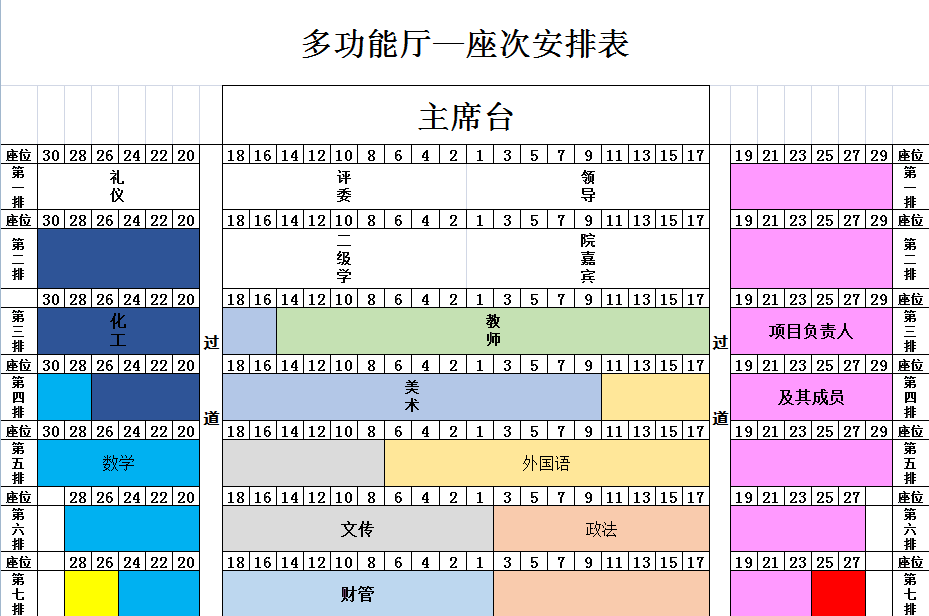 多功能厅—座次安排表
主席台
座位 30 28 26 24 22 20 18 16 14 12 10 8 6 4 2 1 3 5 7 9 11 13 15 17 19 21 23 25 27 29 座位
第一排 礼仪 评委 领导 第一排
座位 30 28 26 24 22 20 18 16 14 12 10 8 6 4 2 1 3 5 7 9 11 13 15 17 19 21 23 25 27 29 座位
第二排 二级学 院嘉宾 第二排
30 28 26 24 22 20 18 16 14 12 10 8 6 4 2 1 3 5 7 9 11 13 15 17 19 21 23 25 27 29 座位
第三排 化工 过 教师 过 项目负责人 第三排
座位 30 28 26 24 22 20 18 16 14 12 10 8 6 4 2 1 3 5 7 9 11 13 15 17 19 21 23 25 27 29 座位
第四排 道 美术 道 及其成员 第四排
座位 30 28 26 24 22 20 18 16 14 12 10 8 6 4 2 1 3 5 7 9 11 13 15 17 19 21 23 25 27 29 座位
第五排 数学 外国语 第五排
座位 28 26 24 22 20 18 16 14 12 10 8 6 4 2 1 3 5 7 9 11 13 15 17 19 21 23 25 27 座位
第六排 文传 政法 第六排
座位 28 26 24 22 20 18 16 14 12 10 8 6 4 2 1 3 5 7 9 11 13 15 17 19 21 23 25 27 座位
第七排 财管 第七排